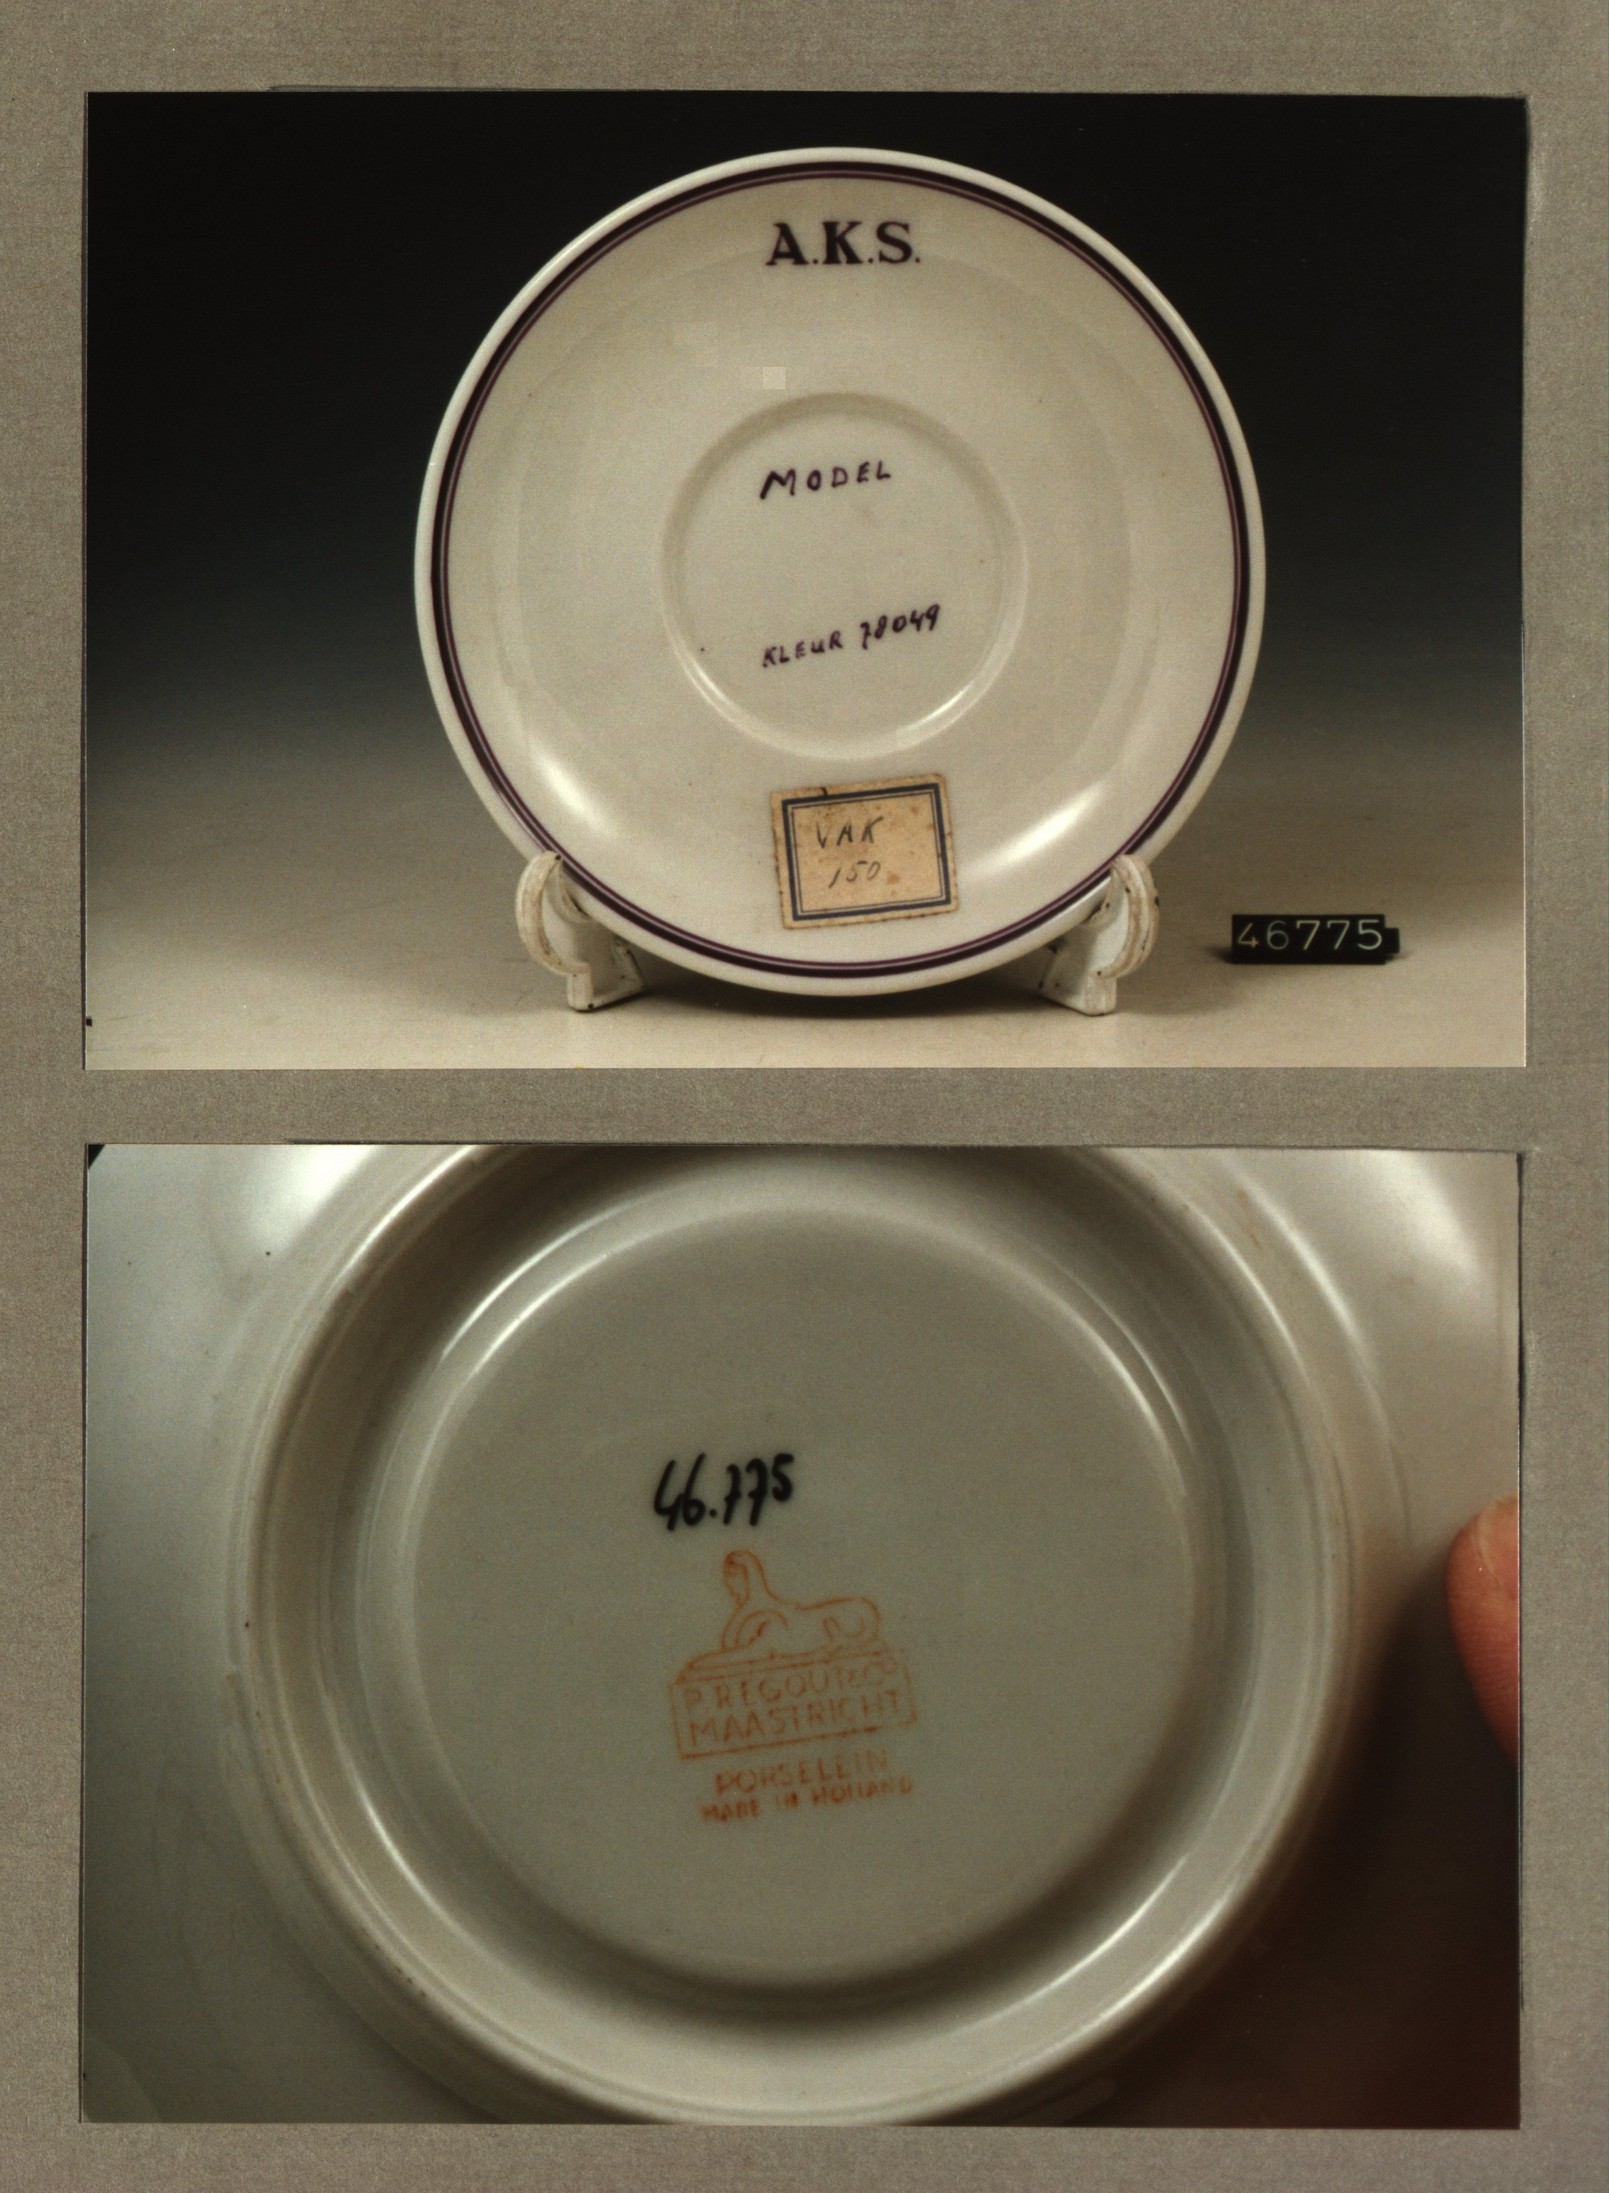 A.K.S.
MODEL
KLEUR 78049
VAK
150
46775
46.775
P. REGOUT & Co
MAASTRICHT
PORSELEIN
MADE IN HOLLAND